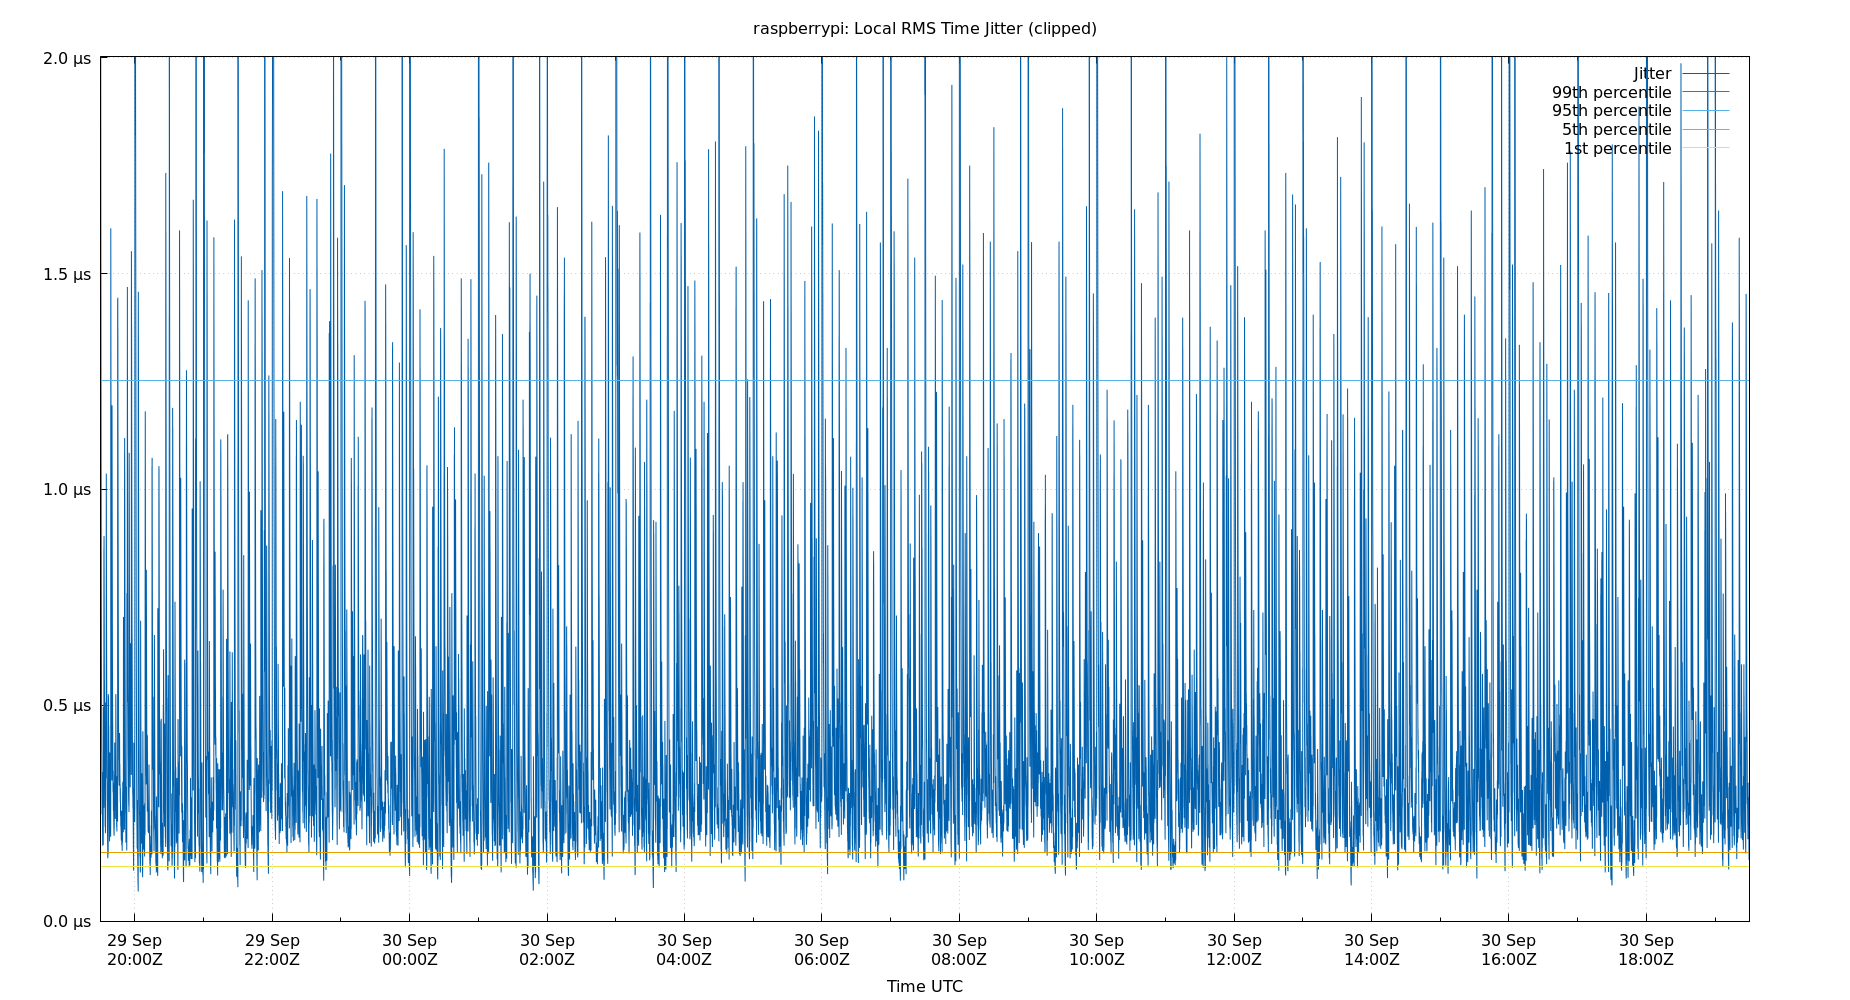 raspberrypi: Local RMS Time Jitter (clipped)
2.0 µs
1.5 µs
1.0 µs
0.5 µs
0.0 µs
Jitter
99th percentile
95th percentile
5th percentile
1st percentile
29 Sep 29 Sep 30 Sep 30 Sep 30 Sep 30 Sep 30 Sep 30 Sep 30 Sep 30 Sep 30 Sep 30 Sep
20:00Z 22:00Z 00:00Z 02:00Z 04:00Z 06:00Z 08:00Z 10:00Z 12:00Z 14:00Z 16:00Z 18:00Z
Time UTC